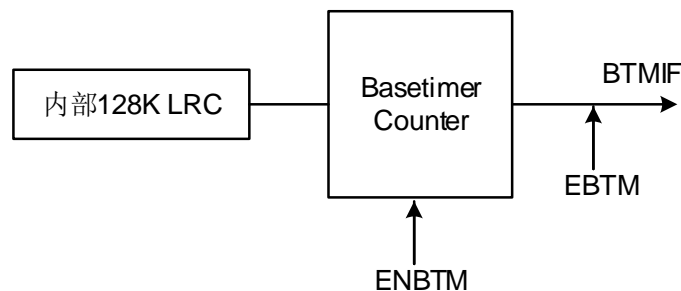 内部128K LRC
Basetimer
Counter
BTMIF
EBTM
ENBTM